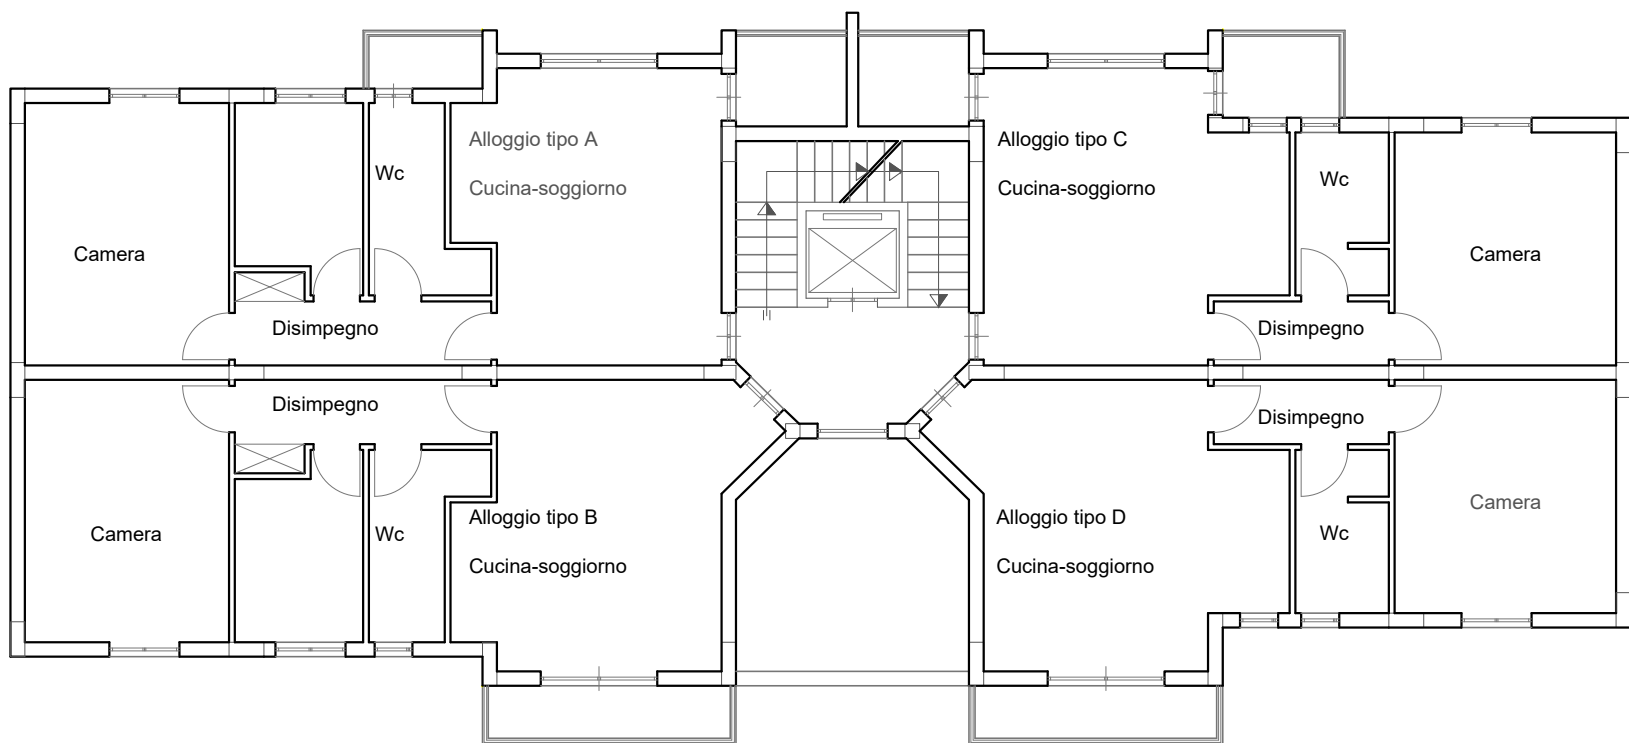 Alloggio tipo A
Cucina-soggiorno
Alloggio tipo C
Cucina-soggiorno
Wc
Wc
Camera
Camera
Disimpegno
Disimpegno
Disimpegno
Disimpegno
Camera
Camera
Alloggio tipo B
Cucina-soggiorno
Alloggio tipo D
Cucina-soggiorno
Wc
Wc